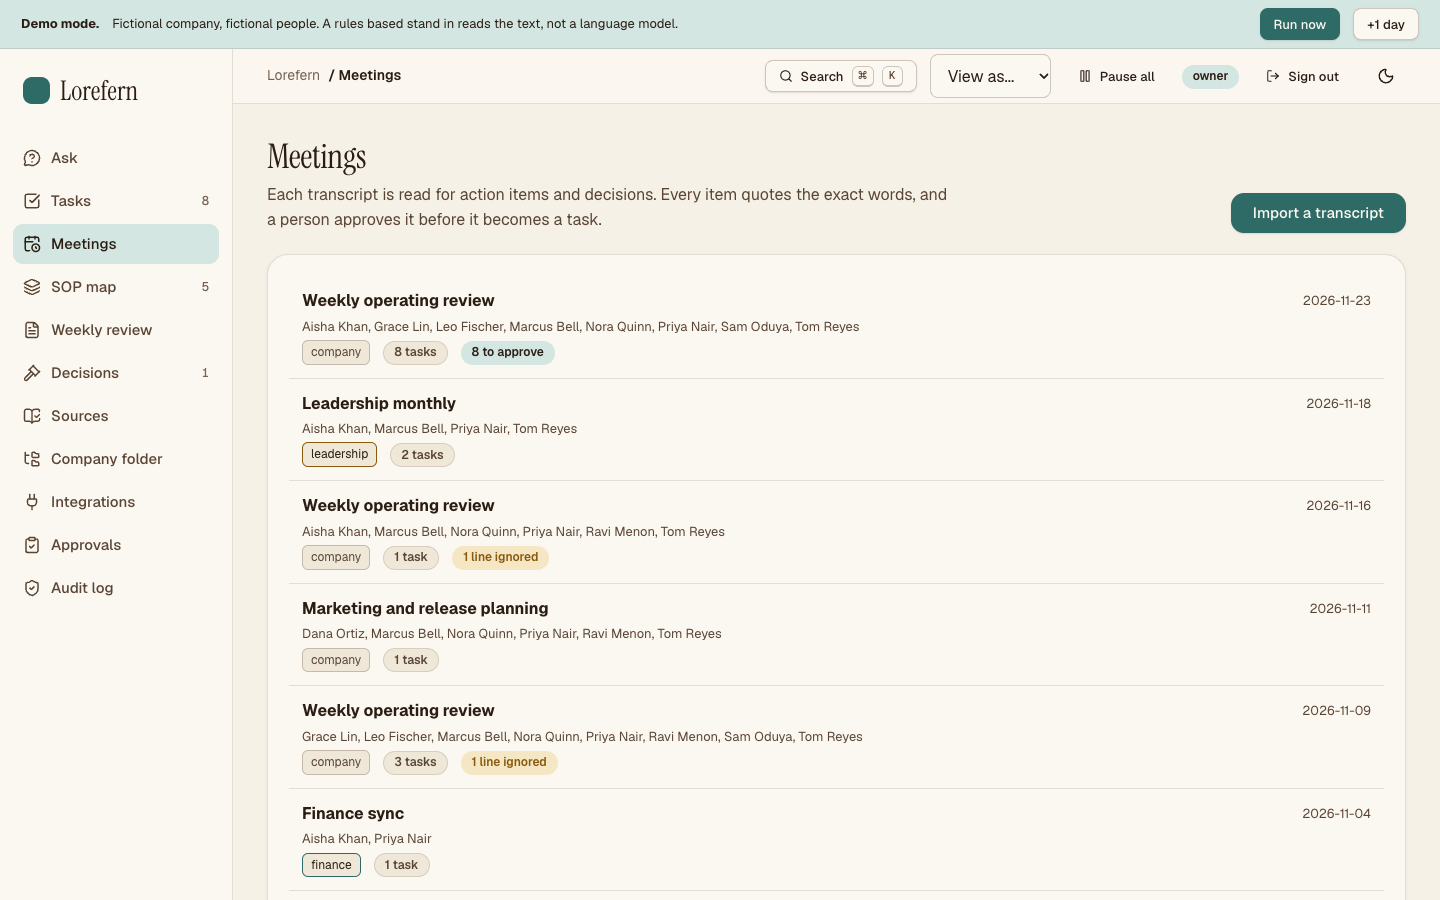 Demo mode. Fictional company, fictional people. A rules based stand in reads the text, not a language model.
Run now
+1 day
Lorefern
Lorefern / Meetings
Search ⌘ K
View as...
Pause all
owner
Sign out
Ask
Tasks 8
Meetings
SOP map 5
Weekly review
Decisions 1
Sources
Company folder
Integrations
Approvals
Audit log
Meetings
Each transcript is read for action items and decisions. Every item quotes the exact words, and
a person approves it before it becomes a task.
Import a transcript
Weekly operating review 2026-11-23
Aisha Khan, Grace Lin, Leo Fischer, Marcus Bell, Nora Quinn, Priya Nair, Sam Oduya, Tom Reyes
company 8 tasks 8 to approve
Leadership monthly 2026-11-18
Aisha Khan, Marcus Bell, Priya Nair, Tom Reyes
leadership 2 tasks
Weekly operating review 2026-11-16
Aisha Khan, Marcus Bell, Nora Quinn, Priya Nair, Ravi Menon, Tom Reyes
company 1 task 1 line ignored
Marketing and release planning 2026-11-11
Dana Ortiz, Marcus Bell, Nora Quinn, Priya Nair, Ravi Menon, Tom Reyes
company 1 task
Weekly operating review 2026-11-09
Grace Lin, Leo Fischer, Marcus Bell, Nora Quinn, Priya Nair, Ravi Menon, Sam Oduya, Tom Reyes
company 3 tasks 1 line ignored
Finance sync 2026-11-04
Aisha Khan, Priya Nair
finance 1 task